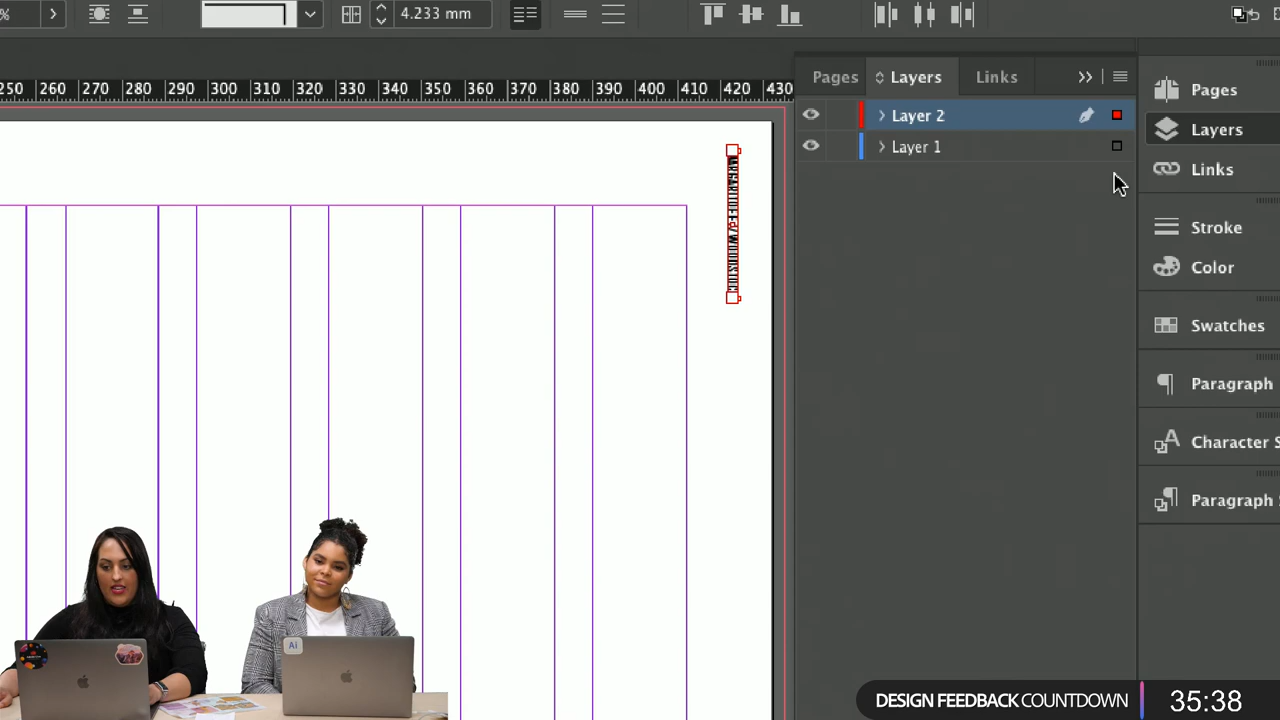 %
4.233 mm
250 260 270 280 290 300 310 320 330 340 350 360 370 380 390 400 410 420 430
Pages Layers Links
Layer 2
Layer 1
Pages
Layers
Links
Stroke
Color
Swatches
Paragraph
Character S
Paragraph S
Ai
DESIGN FEEDBACK COUNTDOWN 35:38